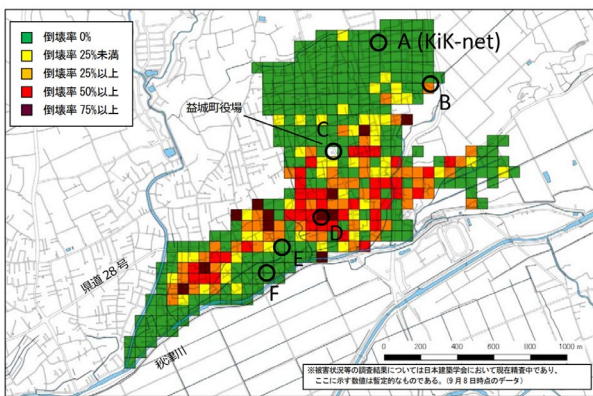 倒壊率 0%
倒壊率 25%未満
倒壊率 25%以上
倒壊率 50%以上
倒壊率 75%以上
A (KiK-net)
B
益城町役場
C
D
E
F
県道28号
秋津川
0 200 400 600 800 1000 m
※被害状況等の調査結果については日本建築学会において現在精査中であり、
ここに示す数値は暫定的なものである。(9月8日時点のデータ)